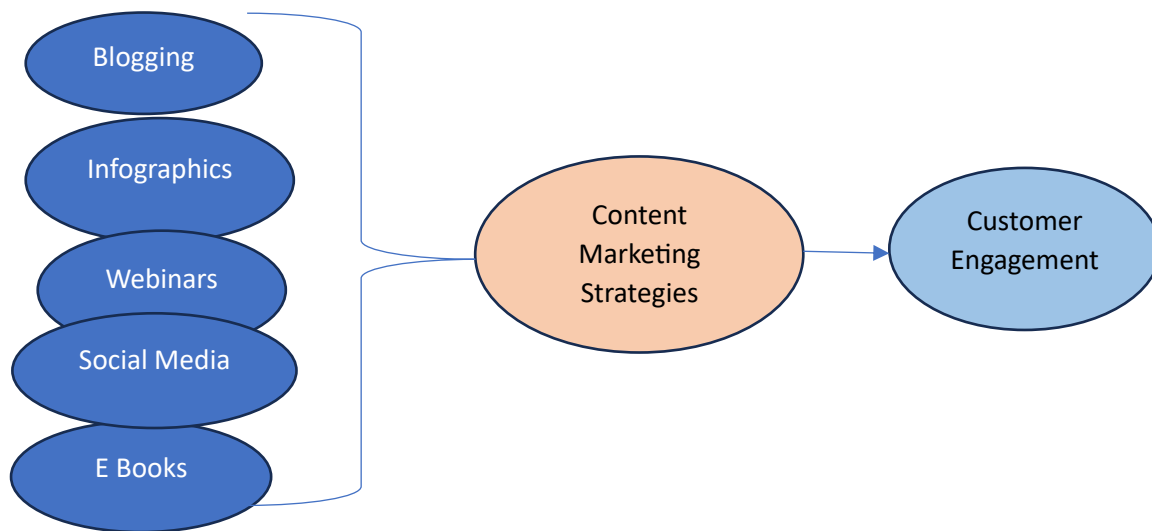 Blogging
Infographics
Webinars
Social Media
E Books
Content
Marketing
Strategies
Customer
Engagement